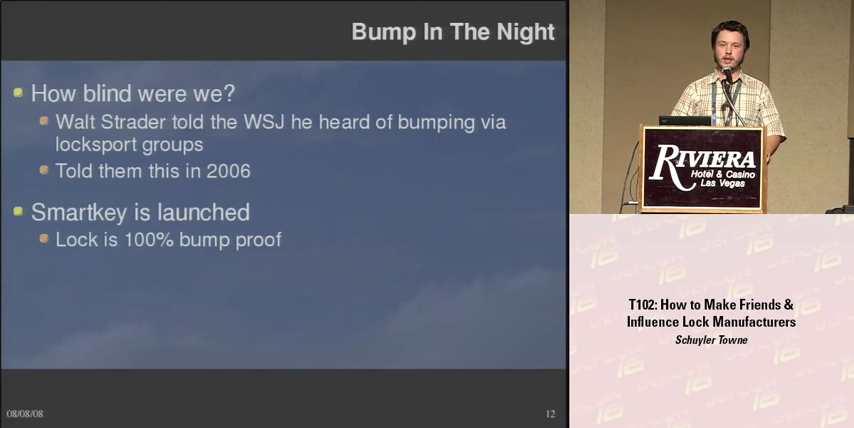 Bump In The Night
How blind were we?
Walt Strader told the WSJ he heard of bumping via
locksport groups
Told them this in 2006
Smartkey is launched
Lock is 100% bump proof
08/08/08
12
RIVIERA
Hotel & Casino
Las Vegas
T102: How to Make Friends &
Influence Lock Manufacturers
Schuyler Towne